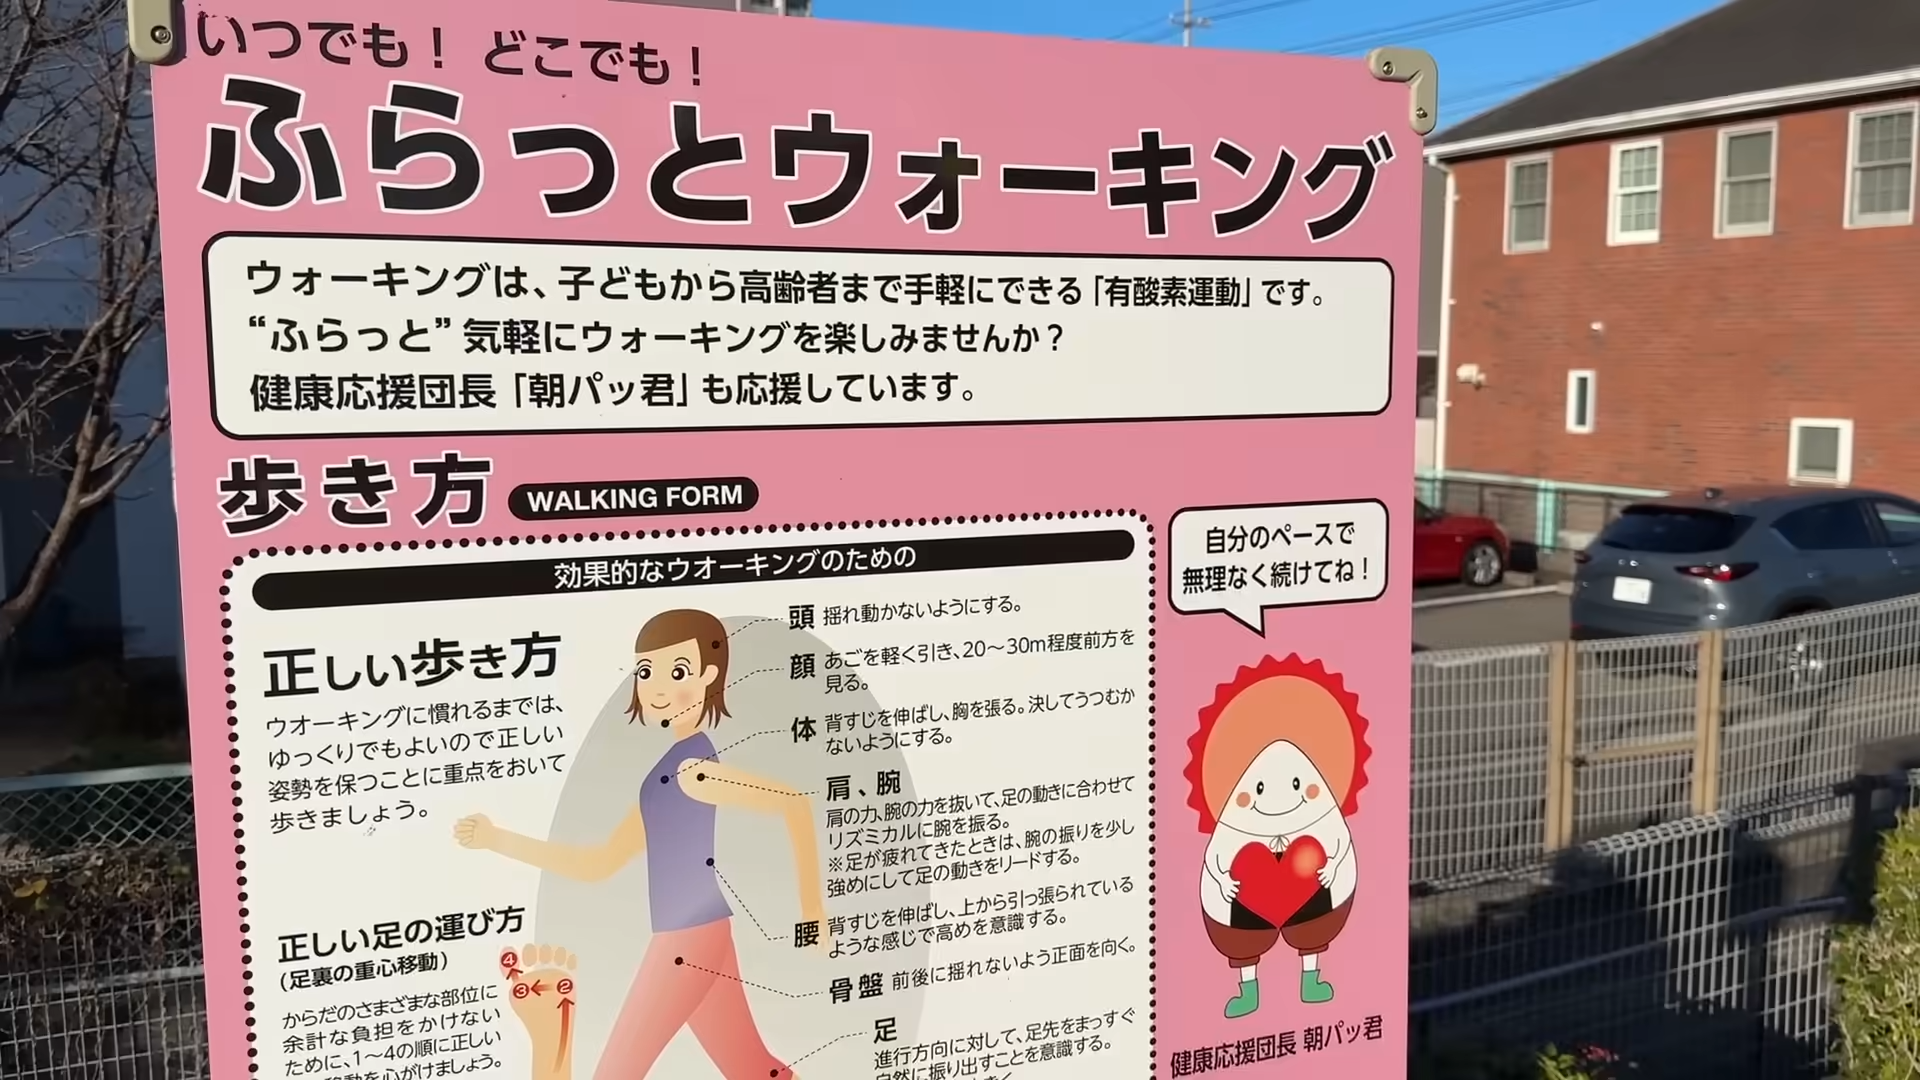 いつでも！ どこでも！
ふらっとウォーキング
ウォーキングは、子どもから高齢者まで手軽にできる「有酸素運動」です。
“ふらっと” 気軽にウォーキングを楽しみませんか？
健康応援団長「朝パッ君」も応援しています。
歩き方 WALKING FORM
効果的なウオーキングのための
正しい歩き方
ウオーキングに慣れるまでは、
ゆっくりでもよいので正しい
姿勢を保つことに重点をおいて
歩きましょう。
正しい足の運び方
(足裏の重心移動)
からだのさまざまな部位に
余計な負担をかけない
ために、1〜4の順に正しい
移動を心がけましょう。
4
3
2
頭 揺れ動かないようにする。
顔 あごを軽く引き、20〜30m程度前方を
見る。
体 背すじを伸ばし、胸を張る。決してうつむか
ないようにする。
肩、腕
肩の力、腕の力を抜いて、足の動きに合わせて
リズミカルに腕を振る。
※足が疲れてきたときは、腕の振りを少し
強めにして足の動きをリードする。
腰 背すじを伸ばし、上から引っ張られている
ような感じで高めを意識する。
骨盤 前後に揺れないよう正面を向く。
足
進行方向に対して、足先をまっすぐ
自然に振り出すことを意識する。
自分のペースで
無理なく続けてね！
健康応援団長 朝パッ君